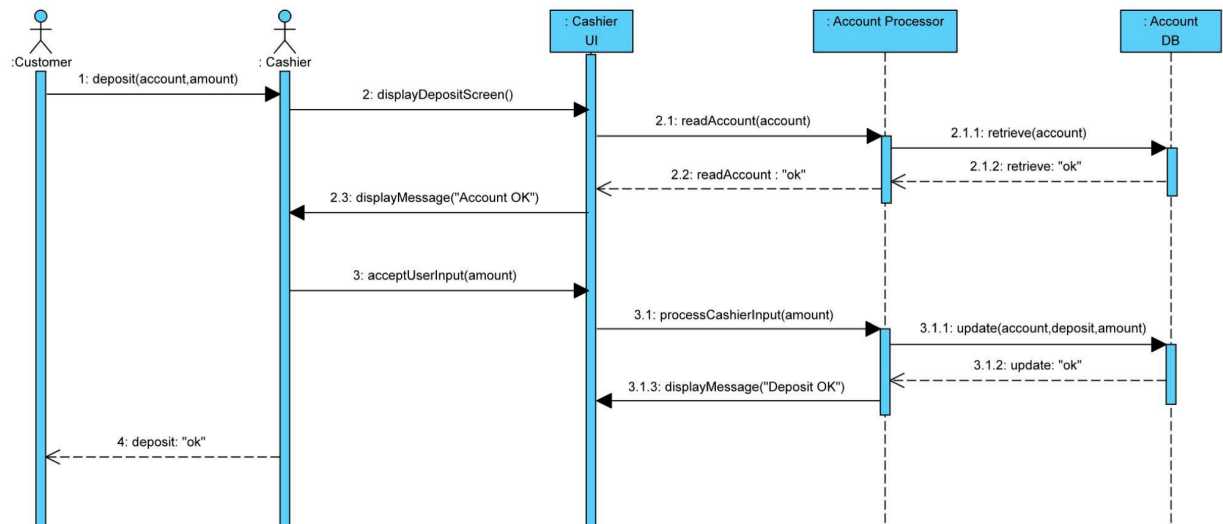 : Cashier
UI
: Account Processor
: Account
DB
:Customer
: Cashier
1: deposit(account,amount)
2: displayDepositScreen()
2.1: readAccount(account)
2.1.1: retrieve(account)
2.1.2: retrieve: "ok"
2.2: readAccount : "ok"
2.3: displayMessage("Account OK")
3: acceptUserInput(amount)
3.1: processCashierInput(amount)
3.1.1: update(account,deposit,amount)
3.1.2: update: "ok"
3.1.3: displayMessage("Deposit OK")
4: deposit: "ok"